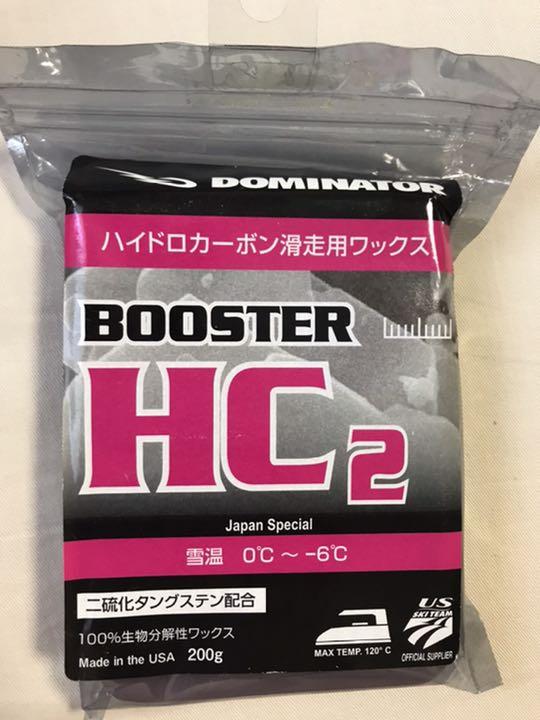 DOMINATOR
ハイドロカーボン滑走用ワックス
BOOSTER
HC2
Japan Special
雪温 0℃ ～ -6℃
二硫化タングステン配合
100%生物分解性ワックス
Made in the USA 200g
MAX TEMP. 120° C
US
SKI TEAM
OFFICIAL SUPPLIER